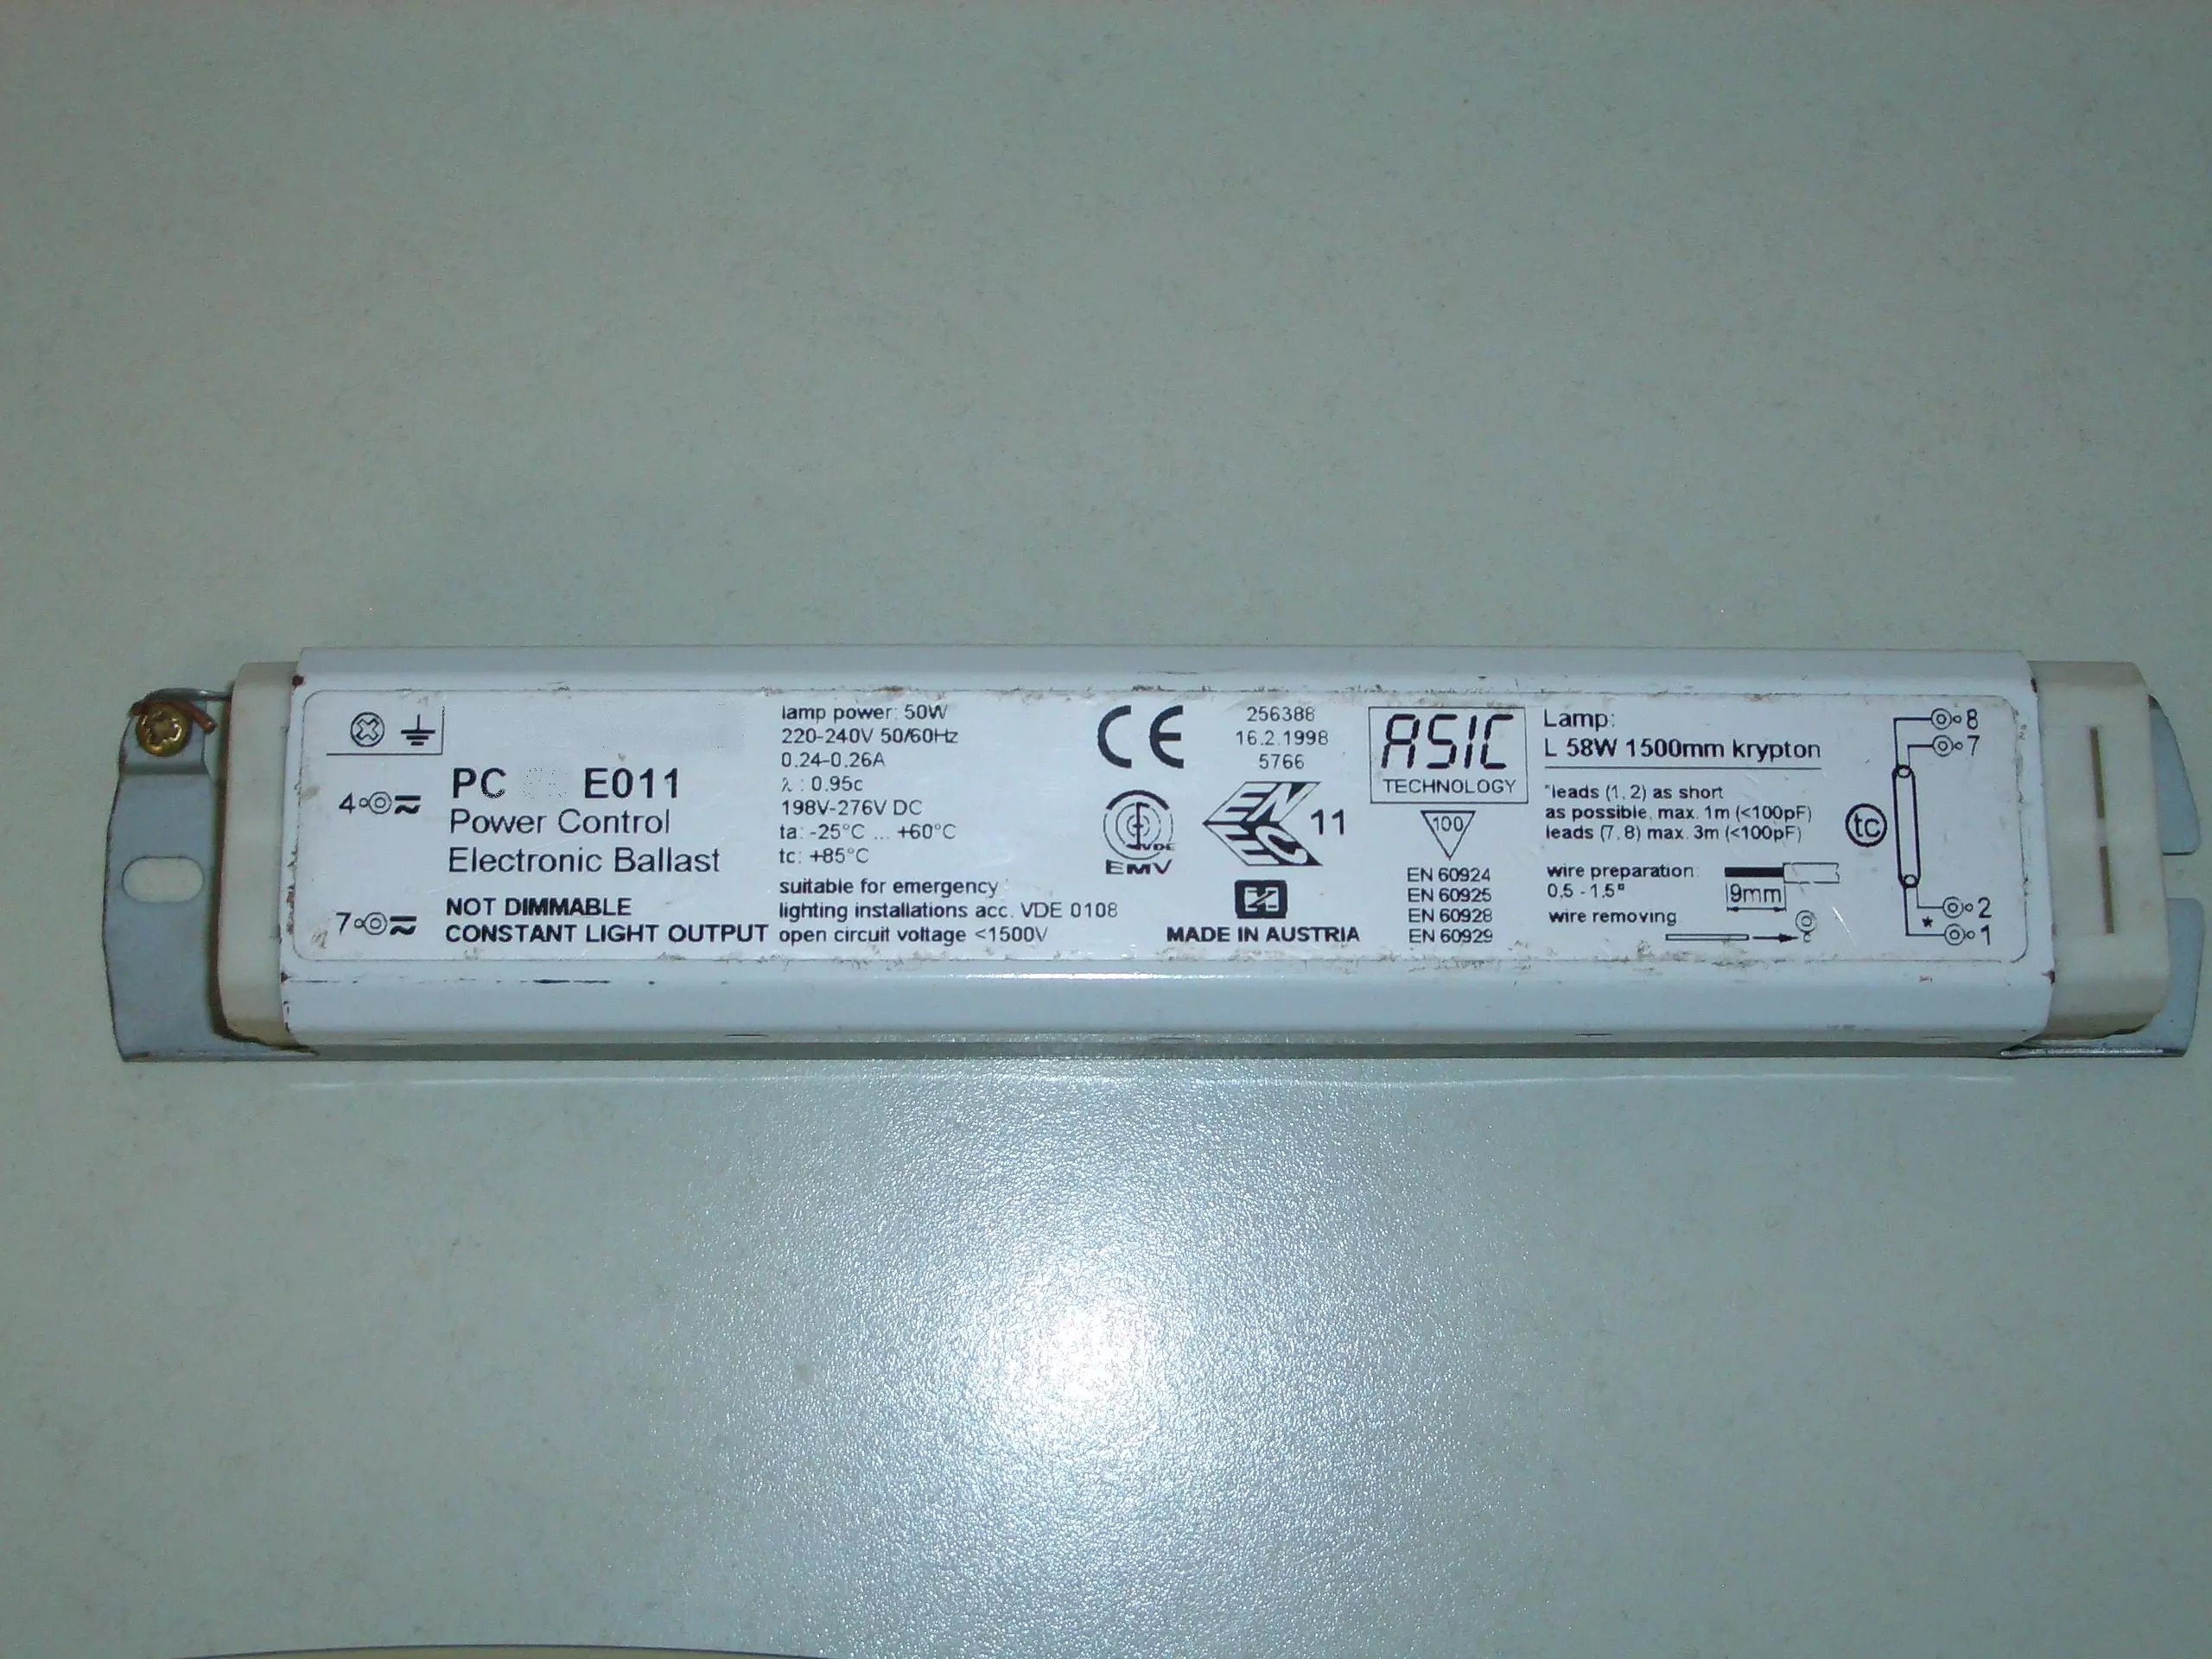 PC E011
Power Control
Electronic Ballast
NOT DIMMABLE
CONSTANT LIGHT OUTPUT
4
7
lamp power: 50W
220-240V 50/60Hz
0.24-0.26A
λ : 0.95c
198V-276V DC
ta: -25°C ... +60°C
tc: +85°C
suitable for emergency
lighting installations acc. VDE 0108
open circuit voltage <1500V
CE
VDE
EMV
256388
16.2.1998
5766
ENEC 11
MADE IN AUSTRIA
ASIC
TECHNOLOGY
100
EN 60924
EN 60925
EN 60928
EN 60929
Lamp:
L 58W 1500mm krypton
*leads (1, 2) as short
as possible, max. 1m (<100pF)
leads (7, 8) max. 3m (<100pF)
wire preparation:
0,5 - 1,5¤
9mm
wire removing
tc
8
7
2
* 1